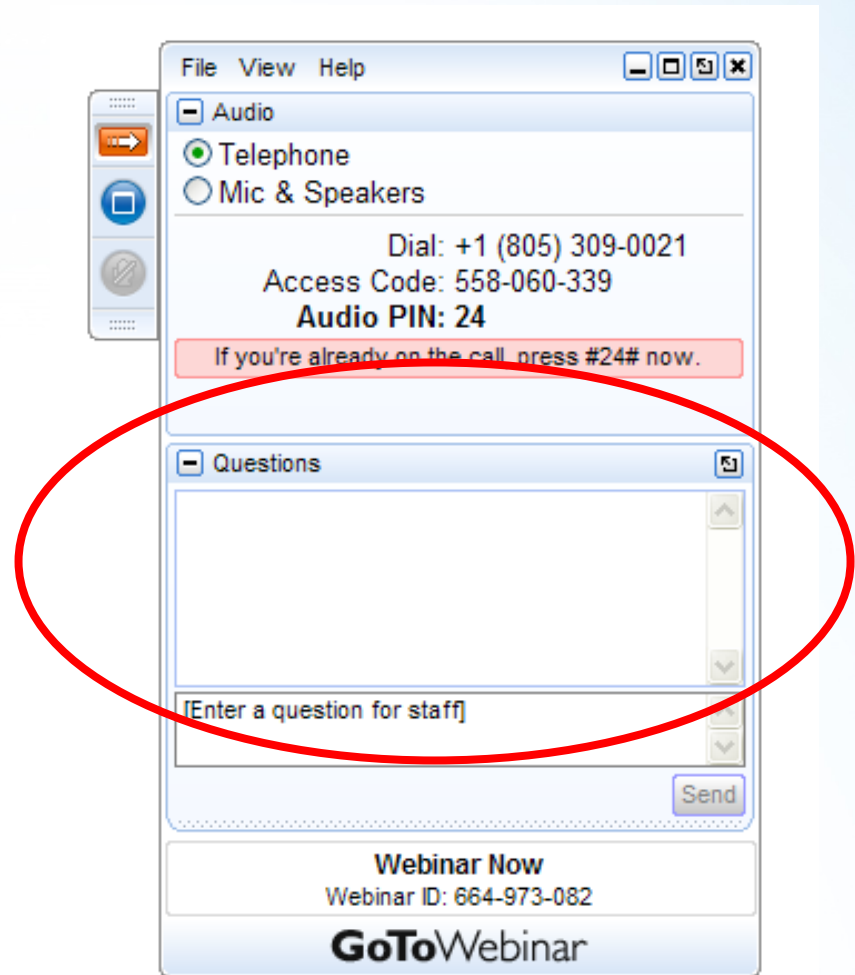 File View Help
Audio
Telephone
Mic & Speakers
Dial: +1 (805) 309-0021
Access Code: 558-060-339
Audio PIN: 24
If you're already on the call, press #24# now.
Questions
[Enter a question for staff]
Send
Webinar Now
Webinar ID: 664-973-082
GoToWebinar